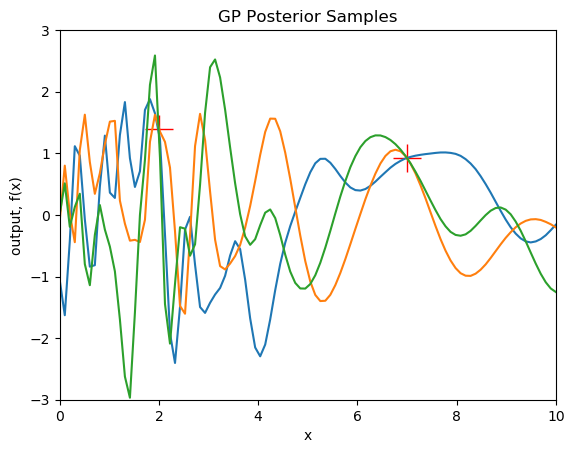 GP Posterior Samples
output, f(x)
3
2
1
0
−1
−2
−3
0 2 4 6 8 10
x